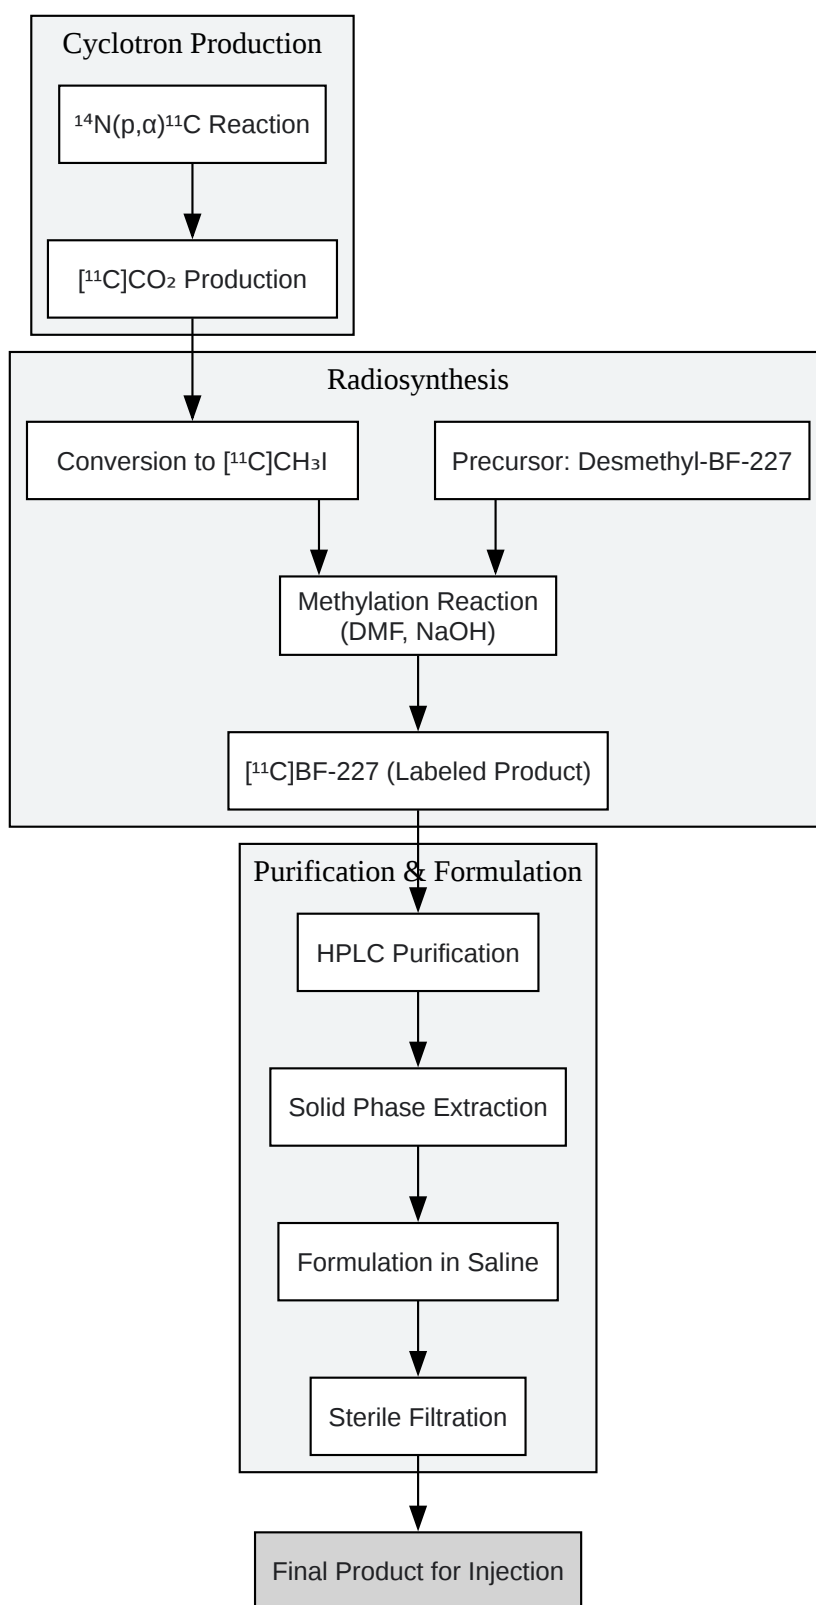 Cyclotron Production
¹⁴N(p,α)¹¹C Reaction
[¹¹C]CO₂ Production
Radiosynthesis
Conversion to [¹¹C]CH₃I
Precursor: Desmethyl-BF-227
Methylation Reaction
(DMF, NaOH)
[¹¹C]BF-227 (Labeled Product)
Purification & Formulation
HPLC Purification
Solid Phase Extraction
Formulation in Saline
Sterile Filtration
Final Product for Injection